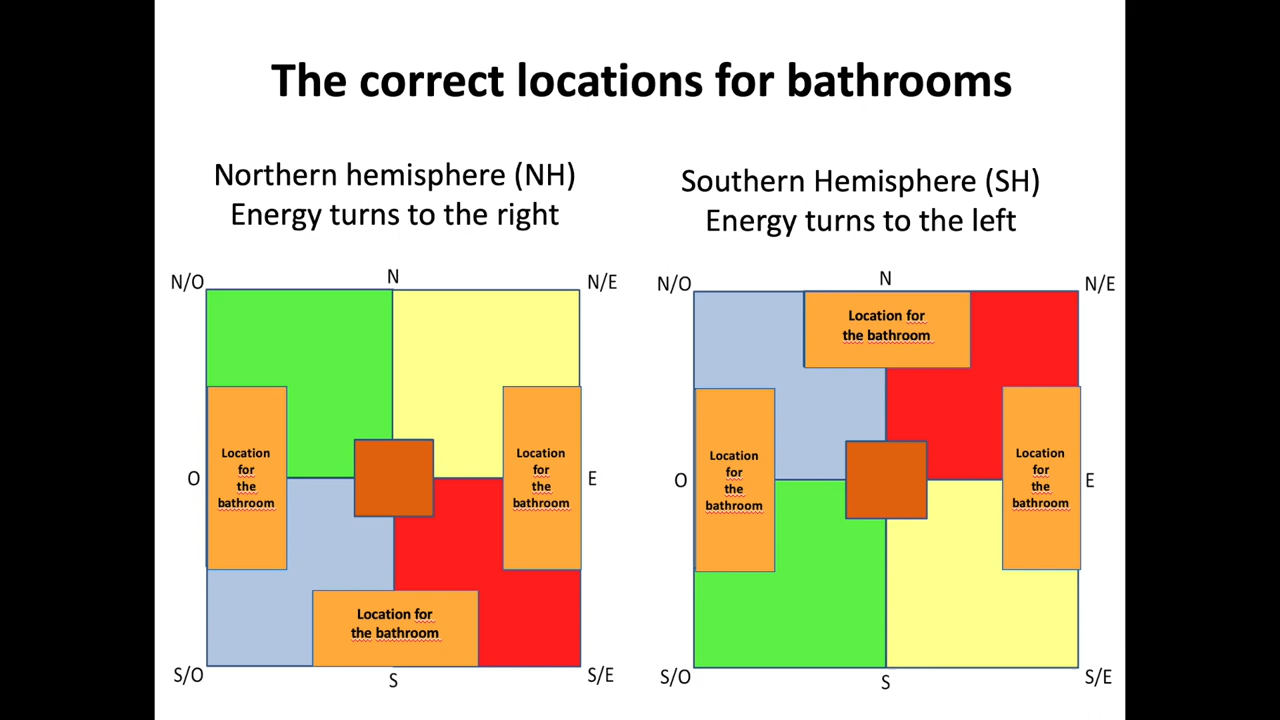 The correct locations for bathrooms
Northern hemisphere (NH)
Energy turns to the right
N/O
N
N/E
Location
for
the
bathroom
Location
for
the
bathroom
O
E
Location for
the bathroom
S/O
S
S/E
Southern Hemisphere (SH)
Energy turns to the left
N/O
N
N/E
Location for
the bathroom
Location
for
the
bathroom
Location
for
the
bathroom
O
E
S/O
S
S/E